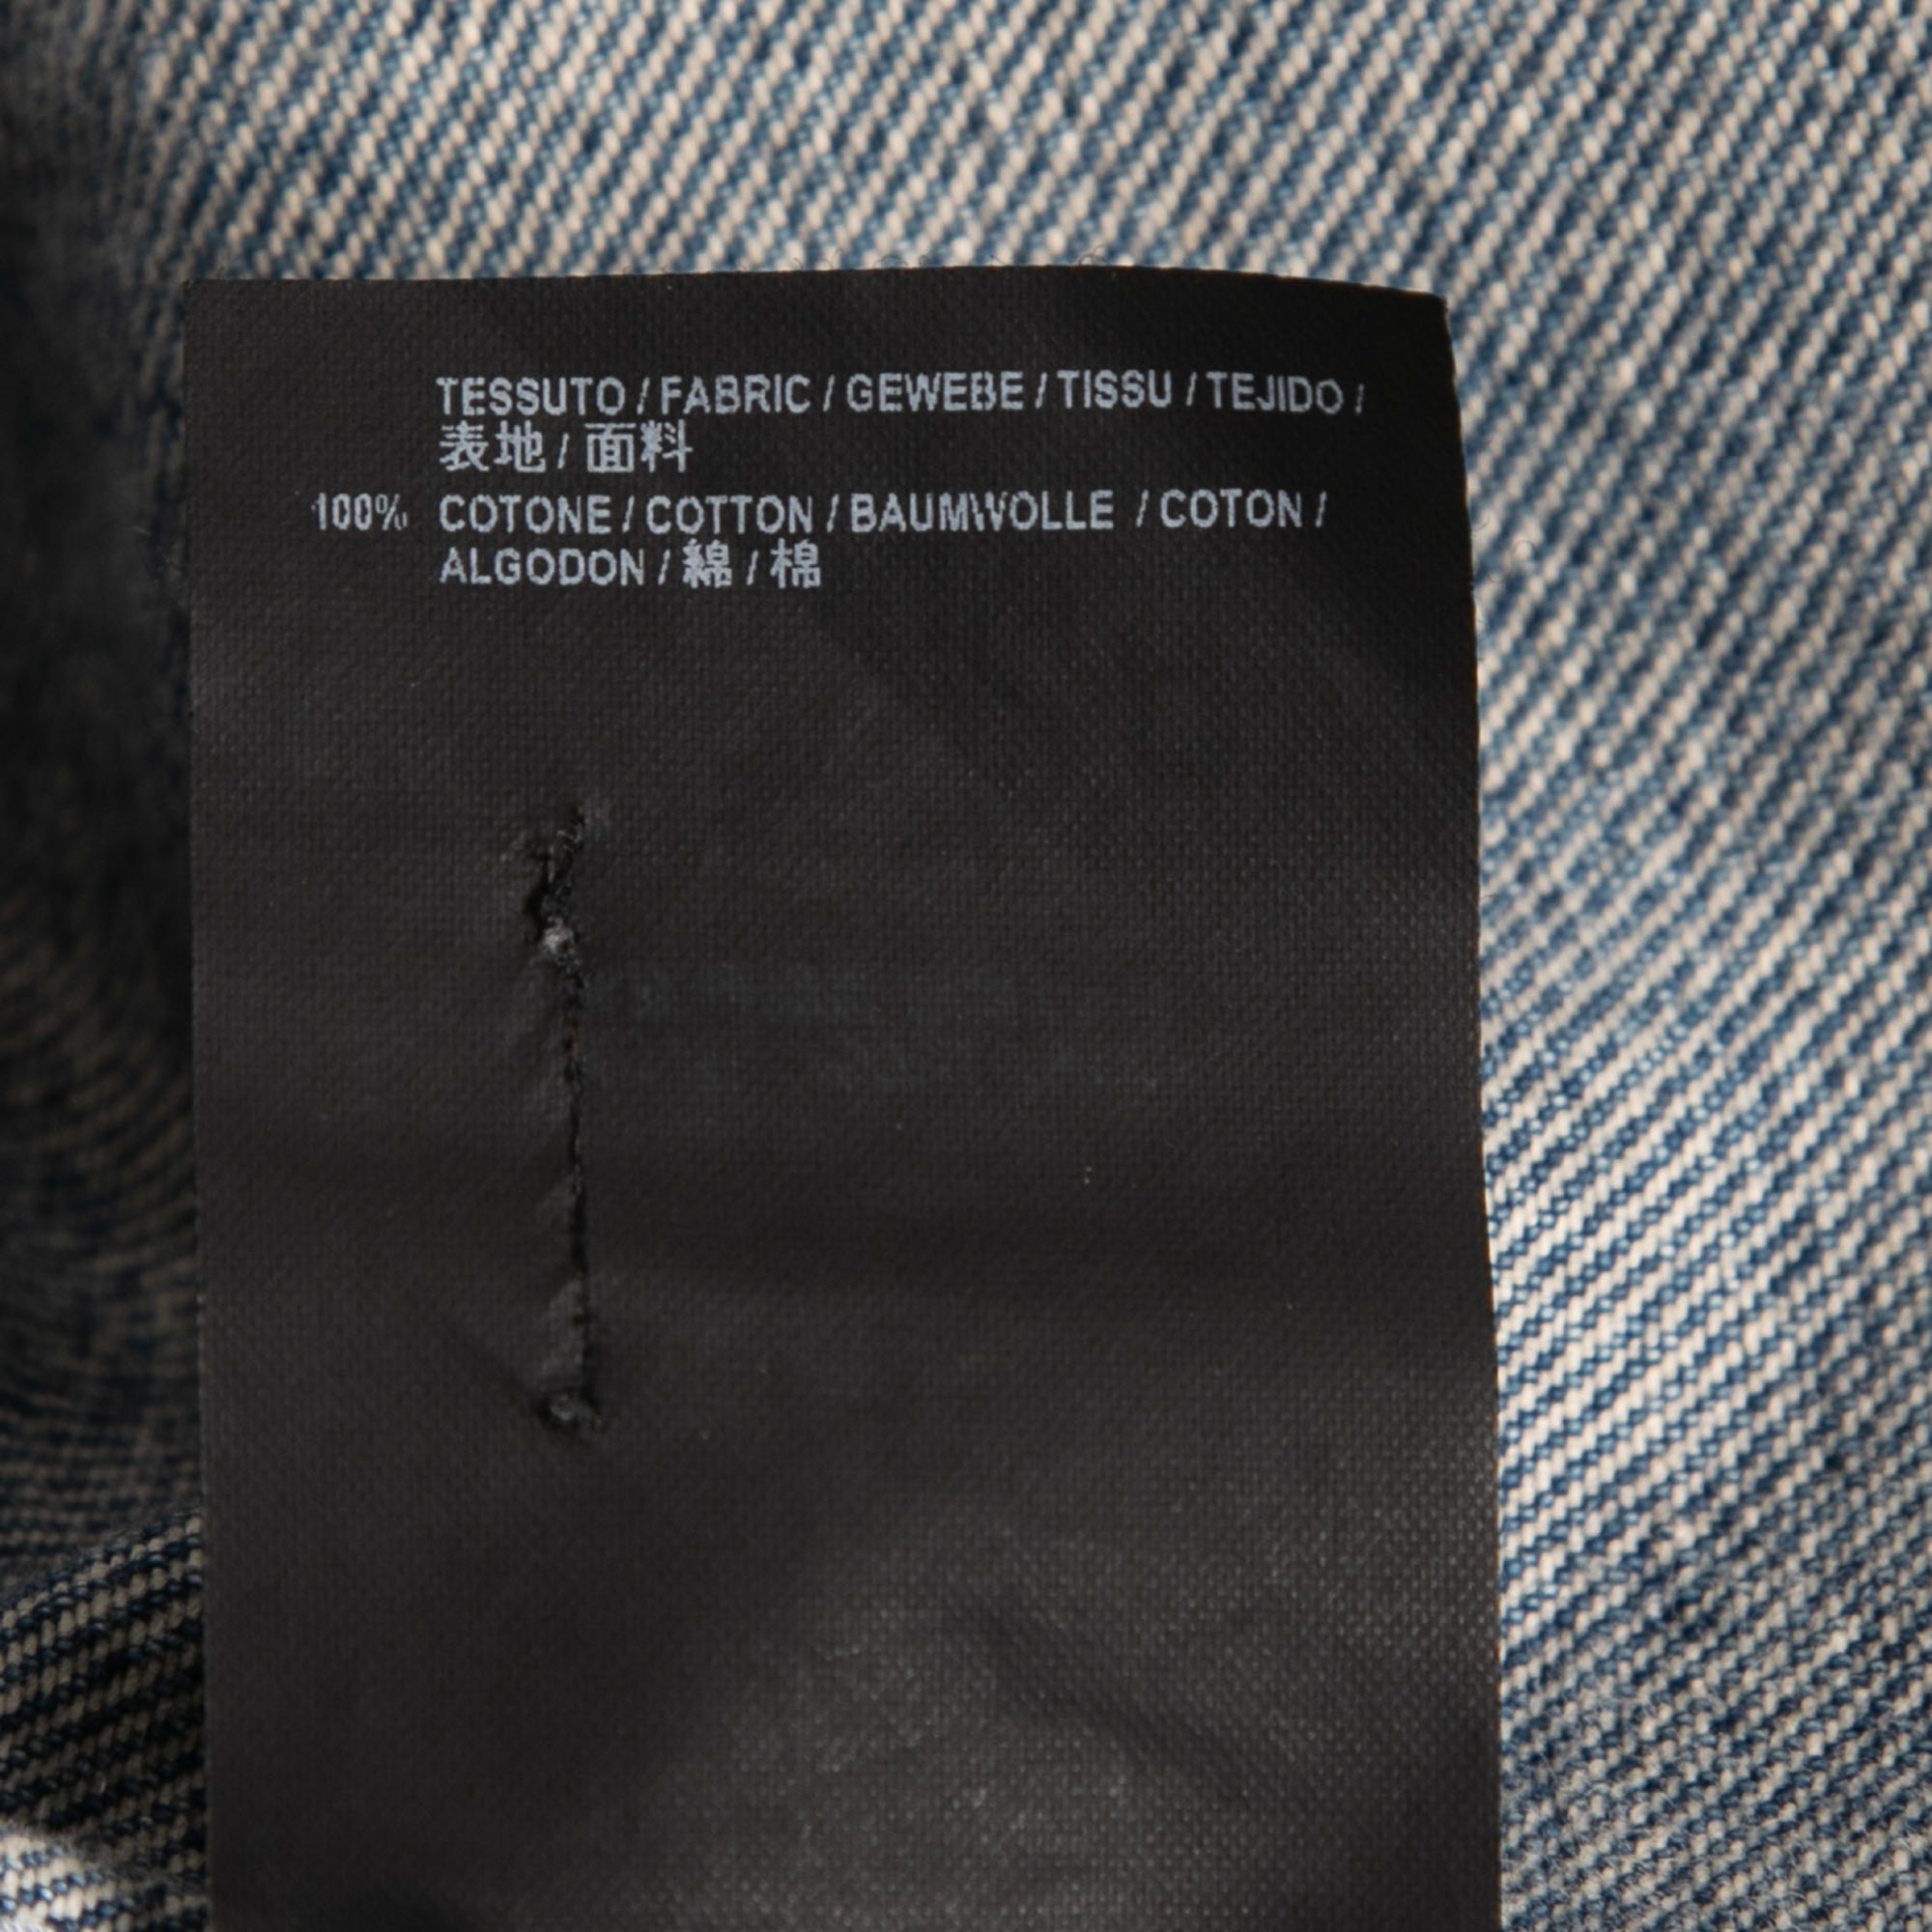 TESSUTO / FABRIC / GEWEBE / TISSU / TEJIDO /
表地 / 面料
100% COTONE / COTTON / BAUMWOLLE / COTON /
ALGODON / 綿 / 棉